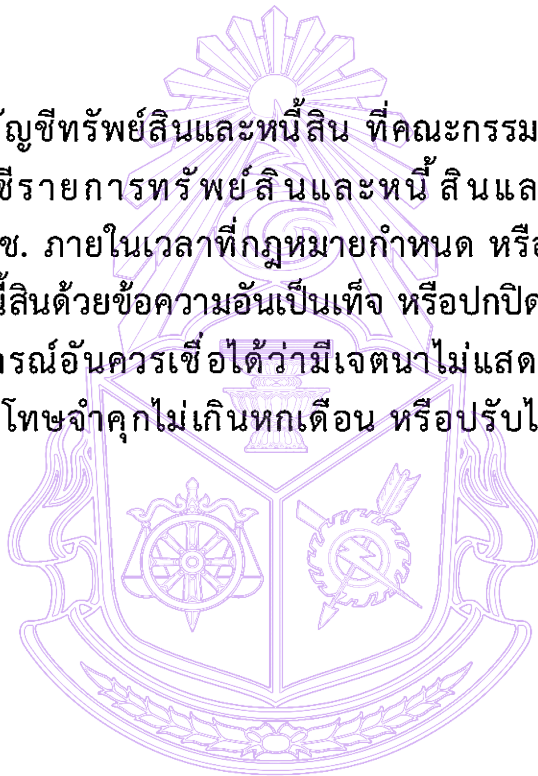 ัญชีทรัพย์สินและหนี้สิน ที่คณะกรรม
ชีรายการทรัพย์สินและหนี้สินแล
ช. ภายในเวลาที่กฎหมายกำหนด หรือ
นี้สินด้วยข้อความอันเป็นเท็จ หรือปกปิด
ารณ์อันควรเชื่อได้ว่ามีเจตนาไม่แสด
โทษจำคุกไม่เกินหกเดือน หรือปรับไ